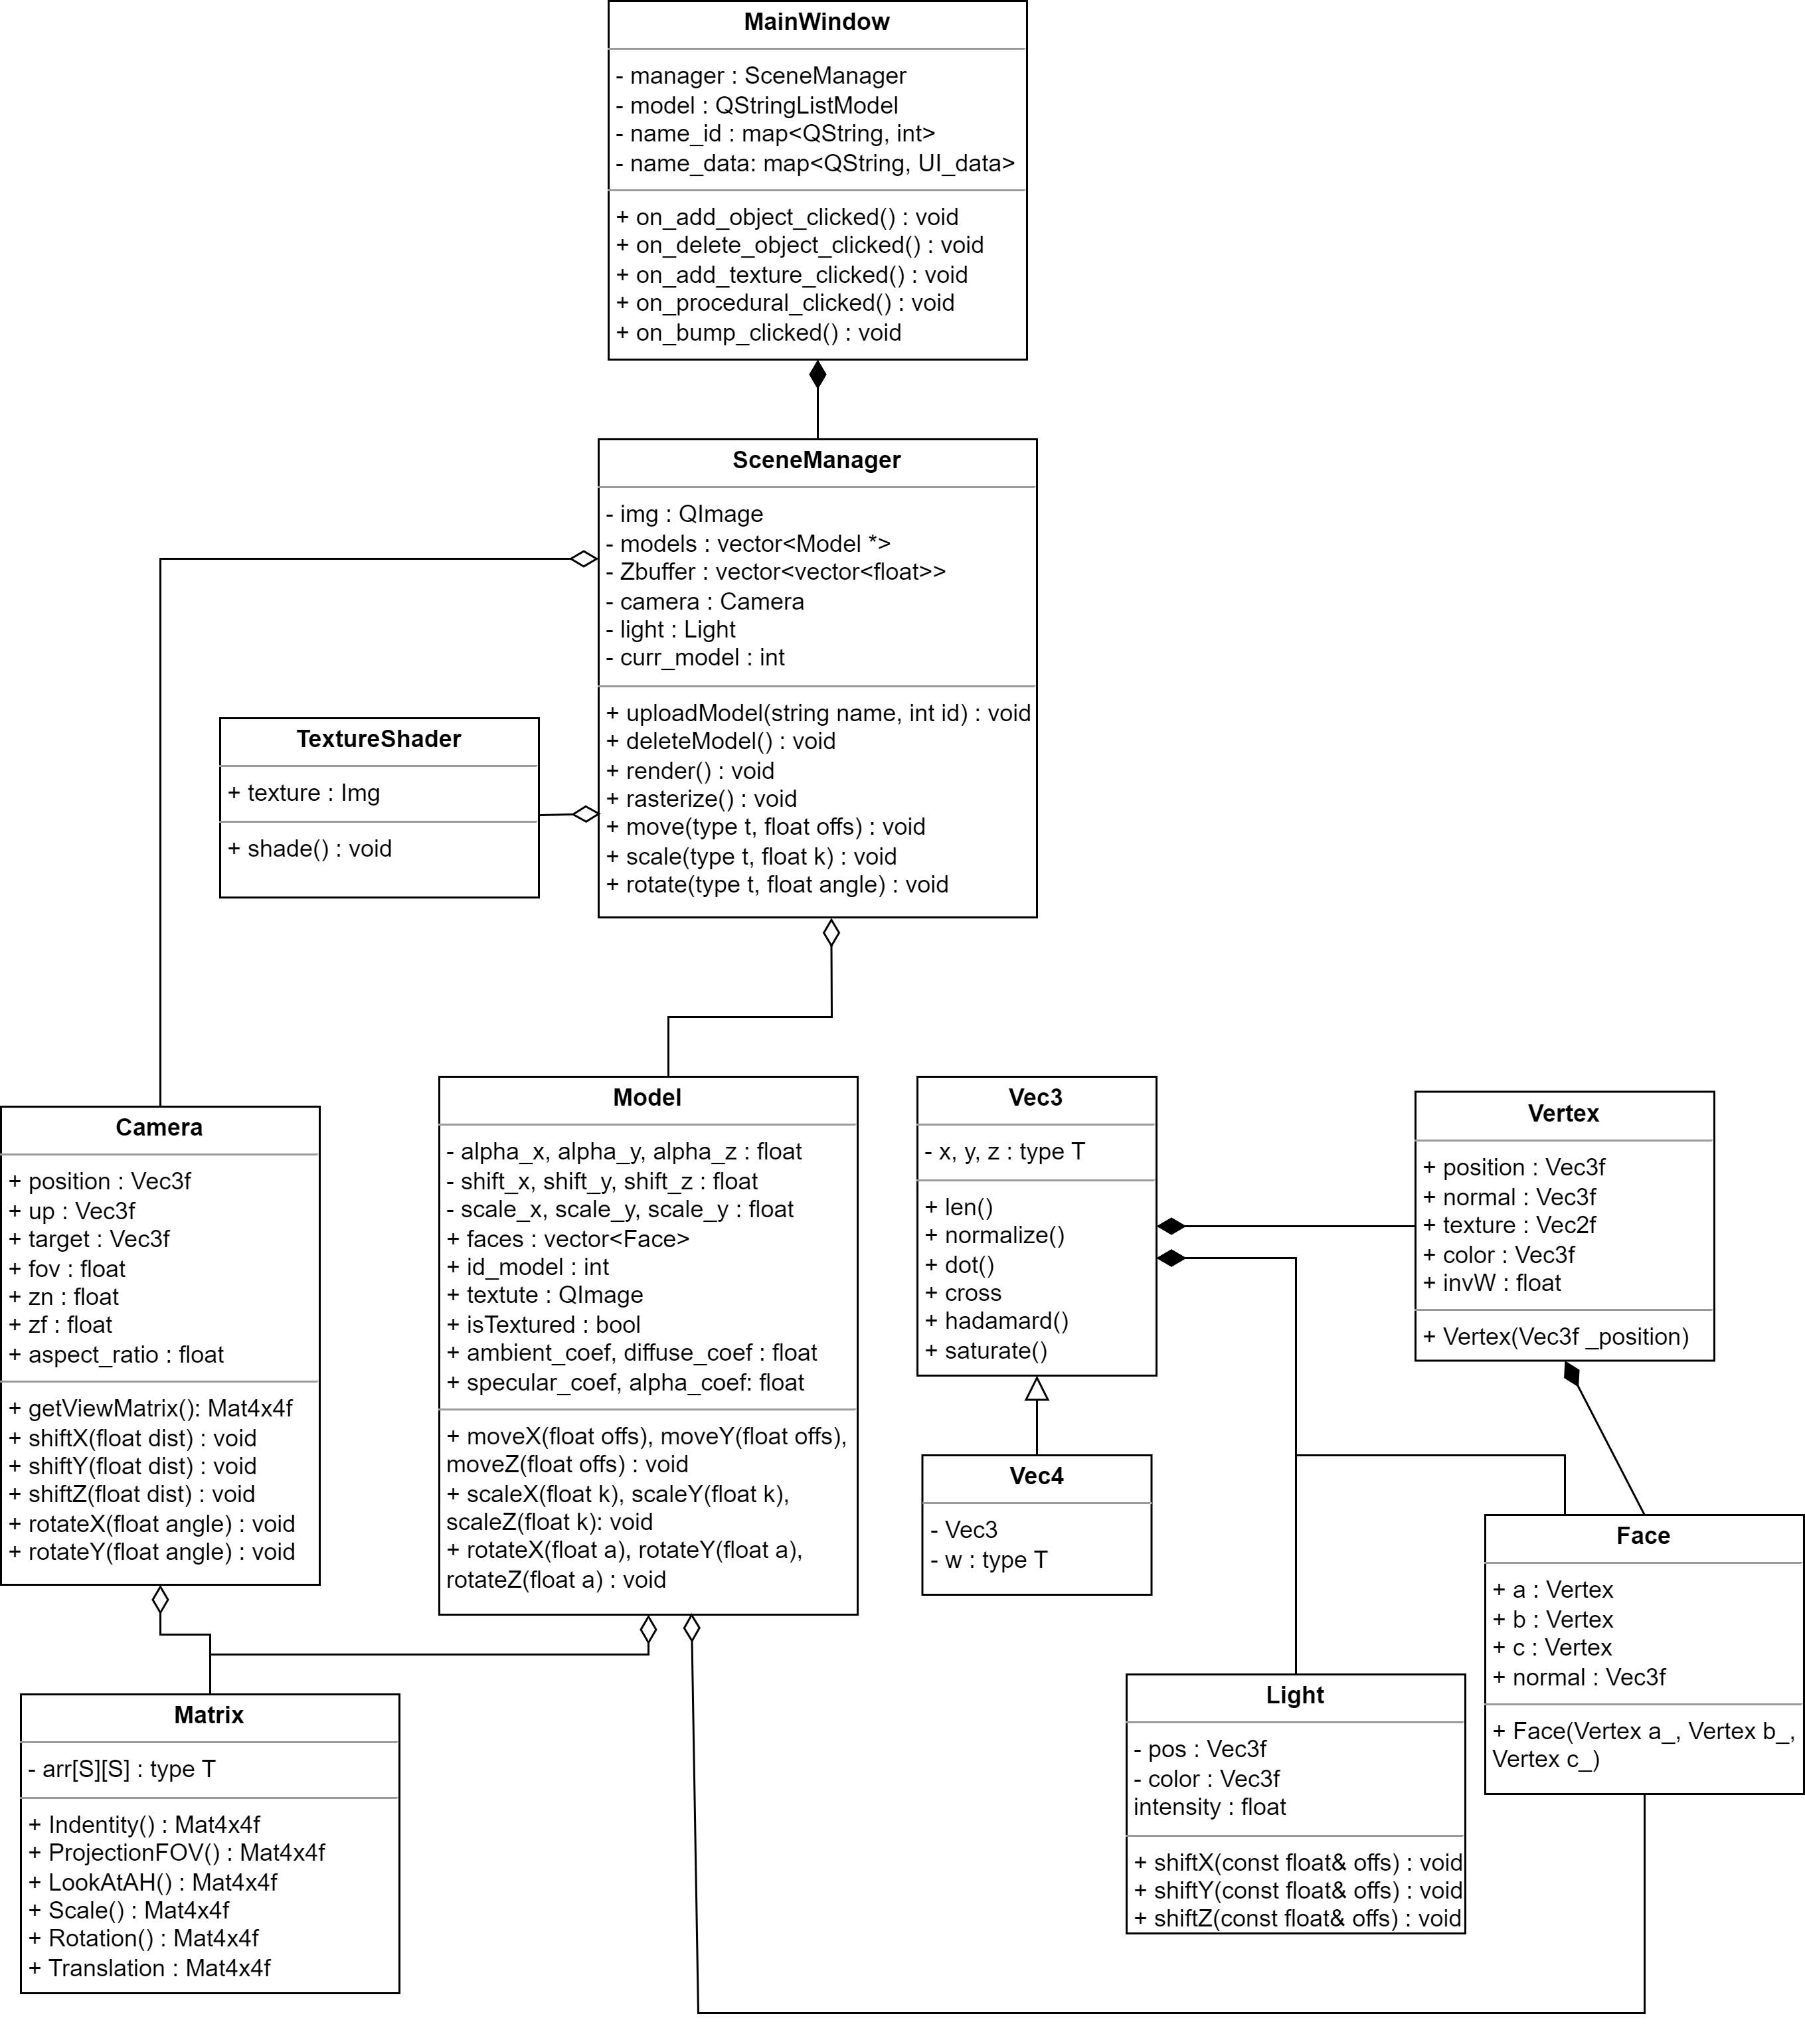 MainWindow
- manager : SceneManager
- model : QStringListModel
- name_id : map<QString, int>
- name_data: map<QString, UI_data>
+ on_add_object_clicked() : void
+ on_delete_object_clicked() : void
+ on_add_texture_clicked() : void
+ on_procedural_clicked() : void
+ on_bump_clicked() : void
SceneManager
- img : QImage
- models : vector<Model *>
- Zbuffer : vector<vector<float>>
- camera : Camera
- light : Light
- curr_model : int
+ uploadModel(string name, int id) : void
+ deleteModel() : void
+ render() : void
+ rasterize() : void
+ move(type t, float offs) : void
+ scale(type t, float k) : void
+ rotate(type t, float angle) : void
TextureShader
+ texture : Img
+ shade() : void
Camera
+ position : Vec3f
+ up : Vec3f
+ target : Vec3f
+ fov : float
+ zn : float
+ zf : float
+ aspect_ratio : float
+ getViewMatrix(): Mat4x4f
+ shiftX(float dist) : void
+ shiftY(float dist) : void
+ shiftZ(float dist) : void
+ rotateX(float angle) : void
+ rotateY(float angle) : void
Model
- alpha_x, alpha_y, alpha_z : float
- shift_x, shift_y, shift_z : float
- scale_x, scale_y, scale_y : float
+ faces : vector<Face>
+ id_model : int
+ textute : QImage
+ isTextured : bool
+ ambient_coef, diffuse_coef : float
+ specular_coef, alpha_coef: float
+ moveX(float offs), moveY(float offs),
moveZ(float offs) : void
+ scaleX(float k), scaleY(float k),
scaleZ(float k): void
+ rotateX(float a), rotateY(float a),
rotateZ(float a) : void
Vec3
- x, y, z : type T
+ len()
+ normalize()
+ dot()
+ cross
+ hadamard()
+ saturate()
Vertex
+ position : Vec3f
+ normal : Vec3f
+ texture : Vec2f
+ color : Vec3f
+ invW : float
+ Vertex(Vec3f _position)
Vec4
- Vec3
- w : type T
Face
+ a : Vertex
+ b : Vertex
+ c : Vertex
+ normal : Vec3f
+ Face(Vertex a_, Vertex b_,
Vertex c_)
Light
- pos : Vec3f
- color : Vec3f
intensity : float
+ shiftX(const float& offs) : void
+ shiftY(const float& offs) : void
+ shiftZ(const float& offs) : void
Matrix
- arr[S][S] : type T
+ Indentity() : Mat4x4f
+ ProjectionFOV() : Mat4x4f
+ LookAtAH() : Mat4x4f
+ Scale() : Mat4x4f
+ Rotation() : Mat4x4f
+ Translation : Mat4x4f